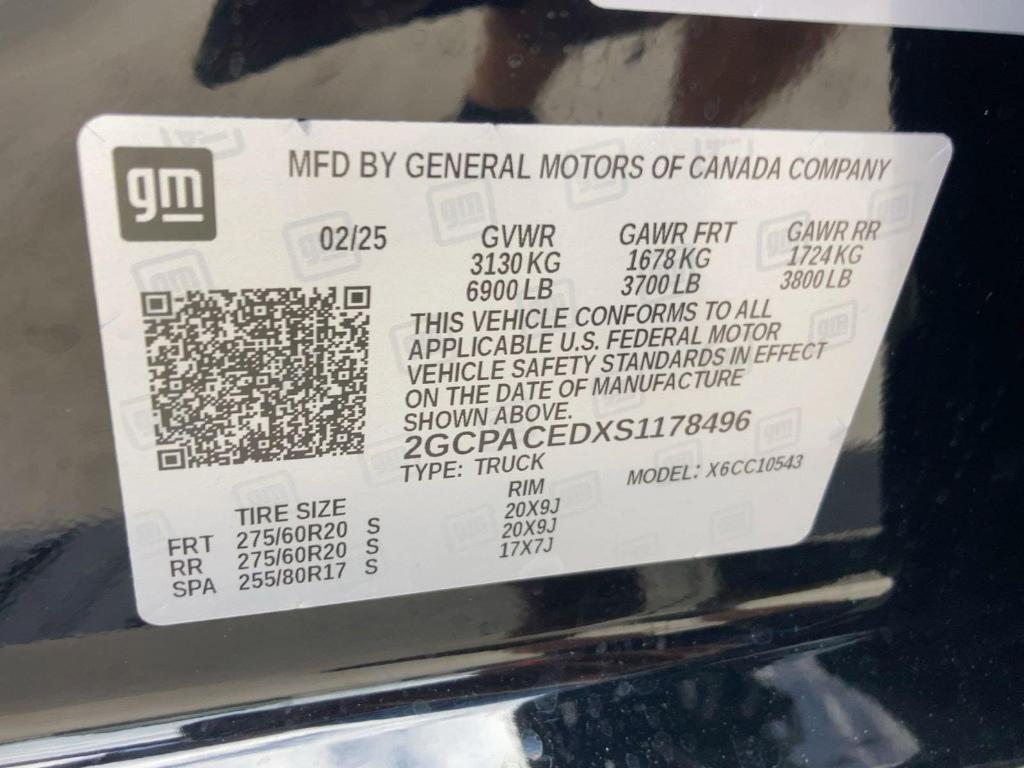 gm
MFD BY GENERAL MOTORS OF CANADA COMPANY
02/25 GVWR GAWR FRT GAWR RR
3130 KG 1678 KG 1724 KG
6900 LB 3700 LB 3800 LB
THIS VEHICLE CONFORMS TO ALL
APPLICABLE U.S. FEDERAL MOTOR
VEHICLE SAFETY STANDARDS IN EFFECT
ON THE DATE OF MANUFACTURE
SHOWN ABOVE.
2GCPACEDXS1178496
TYPE: TRUCK MODEL: X6CC10543
TIRE SIZE RIM
FRT 275/60R20 S 20X9J
RR 275/60R20 S 20X9J
SPA 255/80R17 S 17X7J